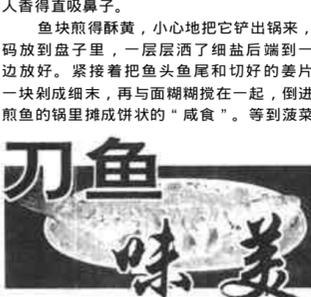 人香得直吸鼻子。
鱼块煎得酥黄，小心地把它铲出锅来，
码放到盘子里，一层层洒了细盐后端到一
边放好。紧接着把鱼头鱼尾和切好的姜片
一块剁成细末，再与面糊糊搅在一起，倒进
煎鱼的锅里摊成饼状的“咸食”。等到菠菜
刀鱼
味美